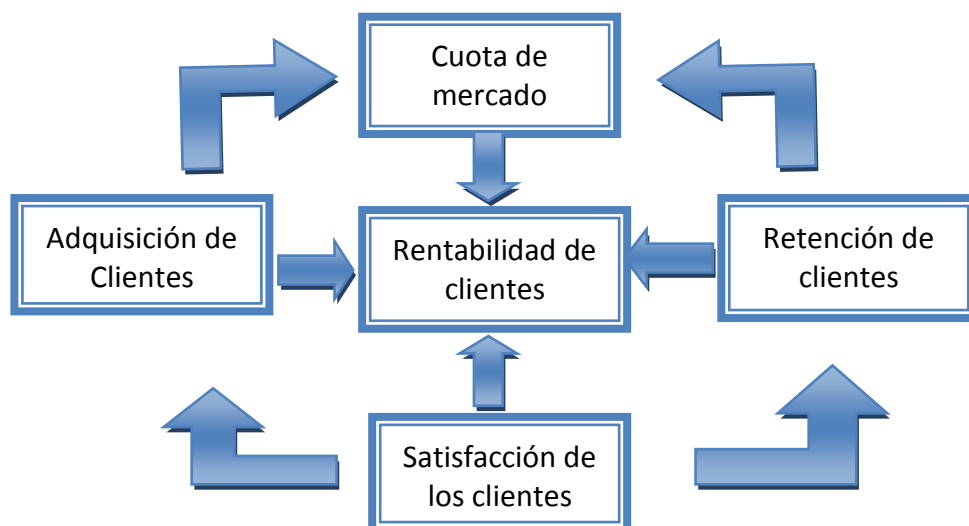 Cuota de
mercado
Adquisición de
Clientes
Rentabilidad de
clientes
Retención de
clientes
Satisfacción de
los clientes